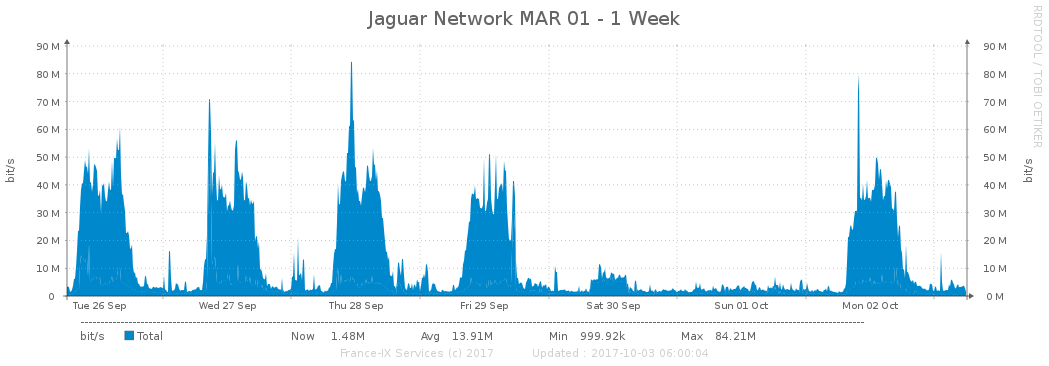 Jaguar Network MAR 01 - 1 Week
RRDTOOL / TOBI OETIKER
90 M 90 M
80 M 80 M
70 M 70 M
60 M 60 M
50 M 50 M
40 M 40 M
30 M 30 M
20 M 20 M
10 M 10 M
0 0 M
bit/s bit/s
Tue 26 Sep Wed 27 Sep Thu 28 Sep Fri 29 Sep Sat 30 Sep Sun 01 Oct Mon 02 Oct
bit/s Total Now 1.48M Avg 13.91M Min 999.92k Max 84.21M
France-IX Services (c) 2017 Updated : 2017-10-03 06:00:04